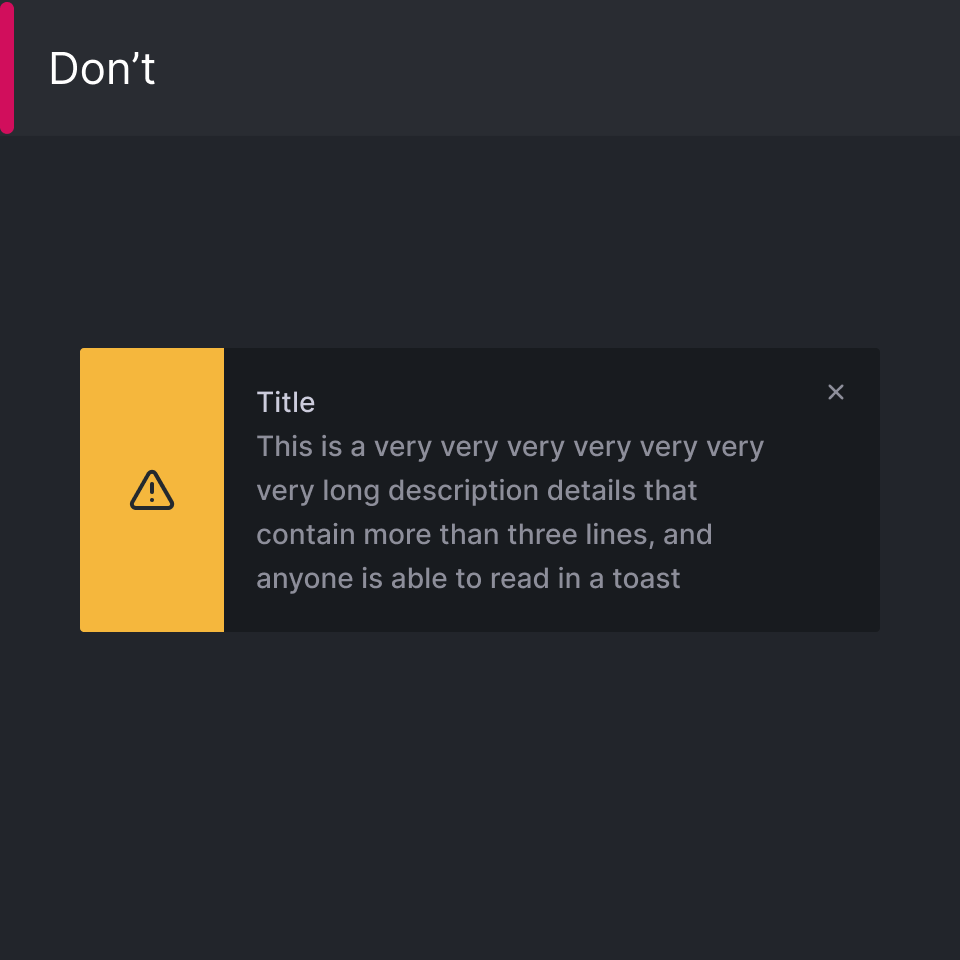 Don’t
Title
This is a very very very very very very
very long description details that
contain more than three lines, and
anyone is able to read in a toast